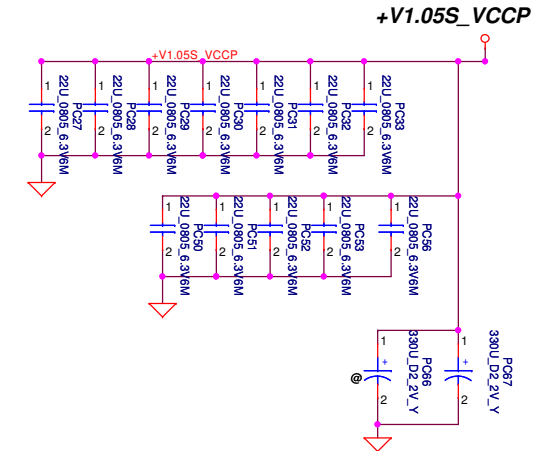 +V1.05S_VCCP
+V1.05S_VCCP
1
2
PC27
22U_0805_6.3V6M
1
2
PC28
22U_0805_6.3V6M
1
2
PC29
22U_0805_6.3V6M
1
2
PC30
22U_0805_6.3V6M
1
2
PC31
22U_0805_6.3V6M
1
2
PC32
22U_0805_6.3V6M
1
2
PC33
22U_0805_6.3V6M
1
2
PC50
22U_0805_6.3V6M
1
2
PC51
22U_0805_6.3V6M
1
2
PC52
22U_0805_6.3V6M
1
2
PC53
22U_0805_6.3V6M
1
2
PC56
22U_0805_6.3V6M
1
+
@
2
PC66
330U_D2_2V_Y
1
+
2
PC67
330U_D2_2V_Y